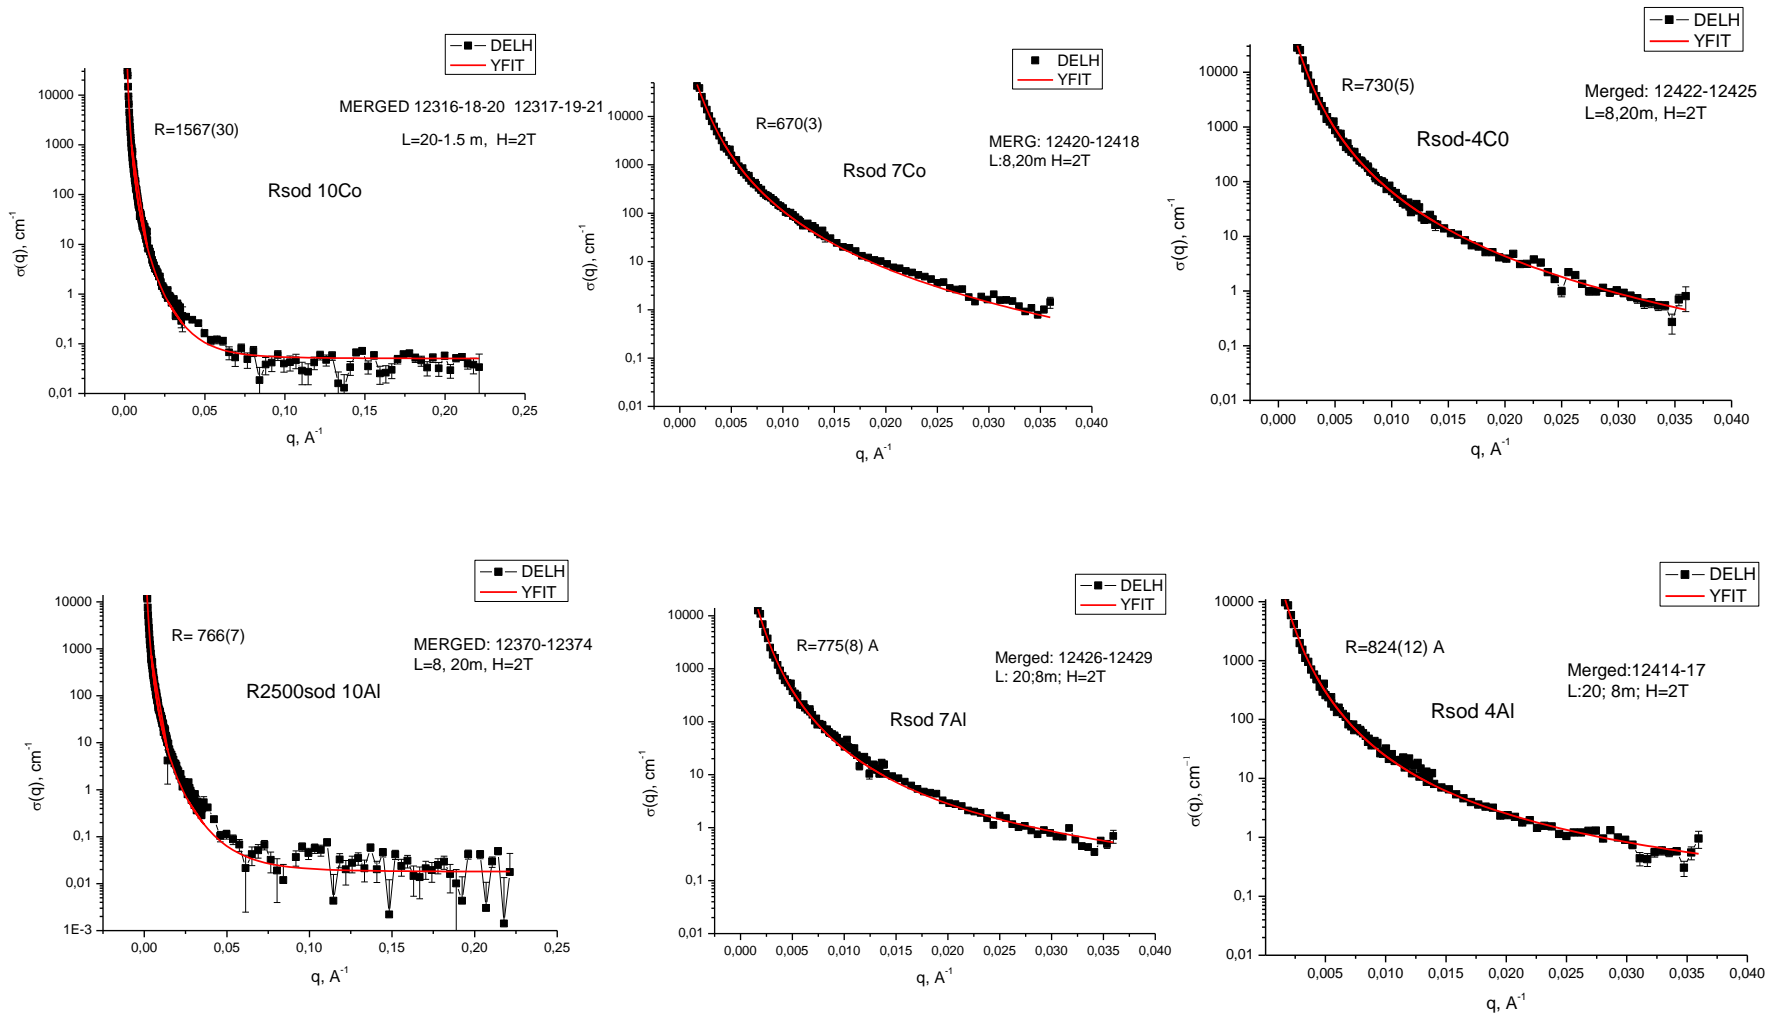 DELH
YFIT
10000
1000
100
10
1
0,1
0,01
σ(q), cm-1
0,00
0,05
0,10
0,15
0,20
0,25
q, A-1
R=1567(30)
MERGED 12316-18-20 12317-19-21
L=20-1.5 m, H=2T
Rsod 10Co
DELH
YFIT
10000
1000
100
10
1
0,1
0,01
σ(q), cm-1
0,000
0,005
0,010
0,015
0,020
0,025
0,030
0,035
0,040
q, A-1
R=670(3)
MERG: 12420-12418
L:8,20m H=2T
Rsod 7Co
DELH
YFIT
10000
1000
100
10
1
0,1
0,01
σ(q), cm-1
0,000
0,005
0,010
0,015
0,020
0,025
0,030
0,035
0,040
q, A-1
R=730(5)
Merged: 12422-12425
L=8,20m, H=2T
Rsod-4C0
DELH
YFIT
10000
1000
100
10
1
0,1
0,01
1E-3
σ(q), cm-1
0,00
0,05
0,10
0,15
0,20
0,25
q, A-1
R= 766(7)
MERGED: 12370-12374
L=8, 20m, H=2T
R2500sod 10Al
DELH
YFIT
10000
1000
100
10
1
0,1
0,01
σ(q), cm-1
0,000
0,005
0,010
0,015
0,020
0,025
0,030
0,035
0,040
q, A-1
R=775(8) A
Merged: 12426-12429
L: 20;8m; H=2T
Rsod 7Al
DELH
YFIT
10000
1000
100
10
1
0,1
0,01
σ(q), cm-1
0,005
0,010
0,015
0,020
0,025
0,030
0,035
0,040
q, A-1
R=824(12) A
Merged:12414-17
L:20; 8m; H=2T
Rsod 4Al